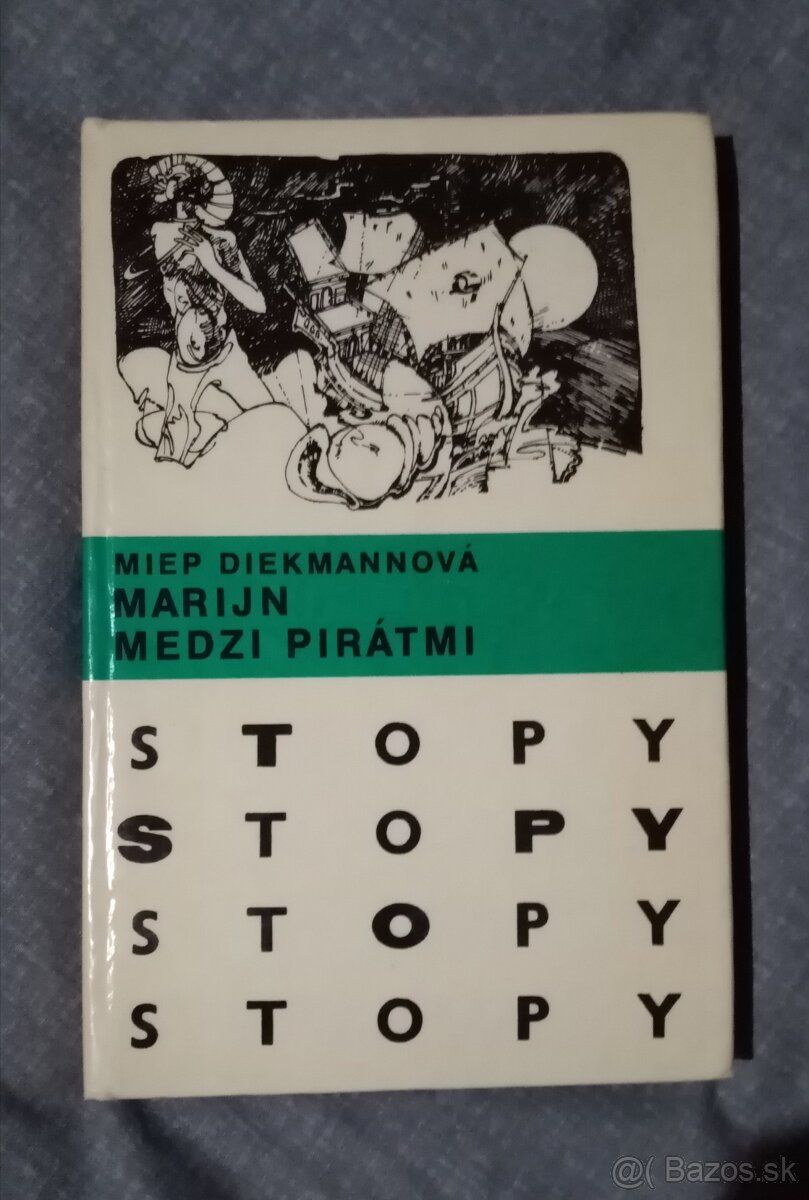 MIEP DIEKMANNOVÁ
MARIJN
MEDZI PIRÁTMI
STOPY
STOPY
STOPY
STOPY
@( Bazos.sk